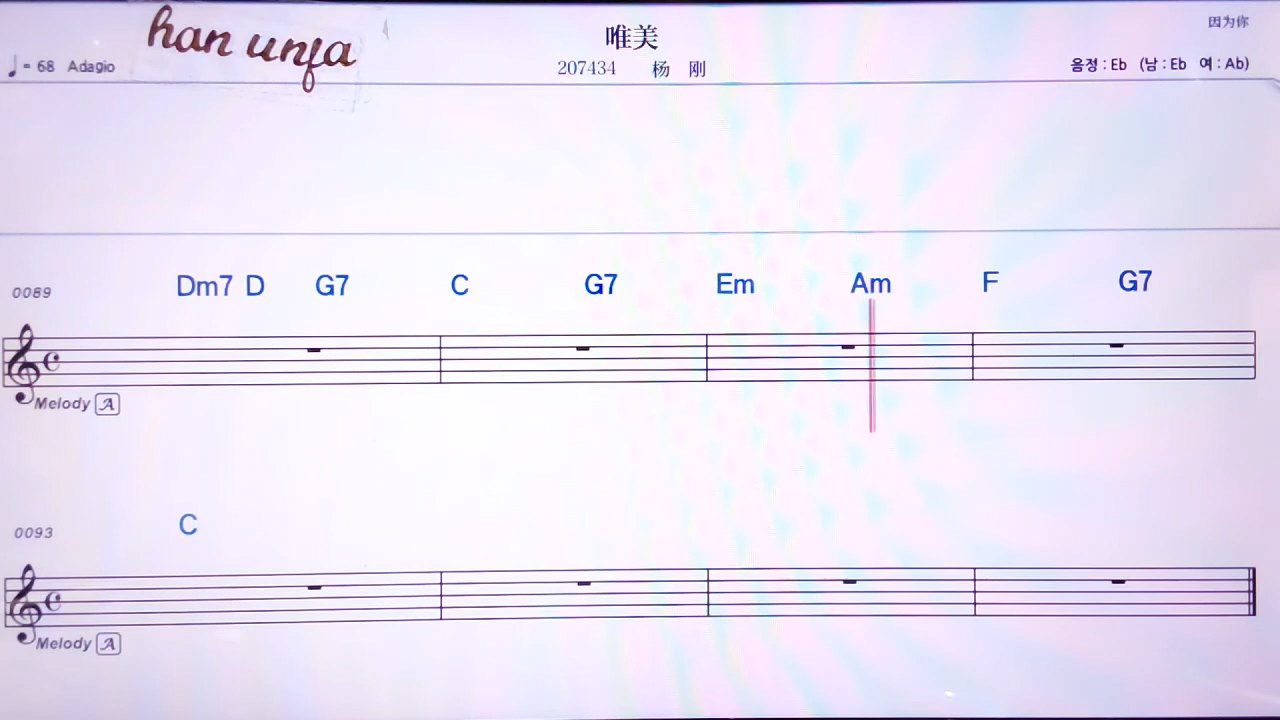 han unfa
唯美
因为你
= 68 Adagio
207434 杨 刚
음정 : Eb (남 : Eb 여 : Ab)
0089
Dm7 D G7 C G7 Em Am F G7
Melody A
0093
C
Melody A